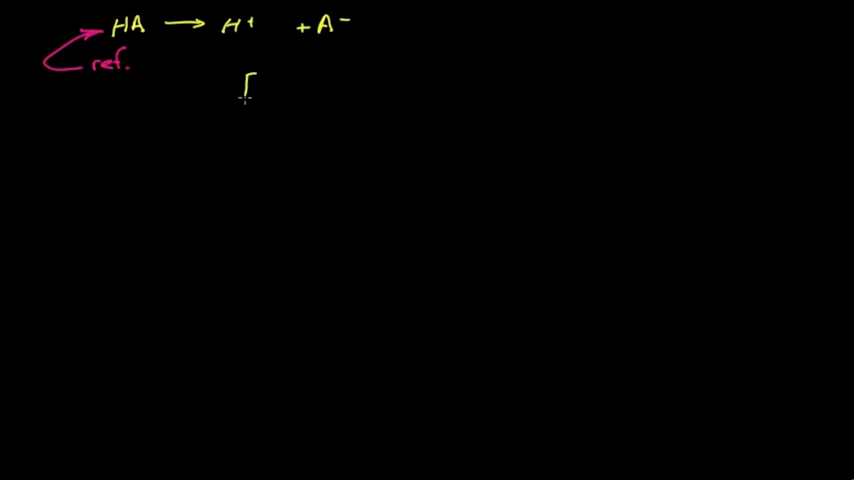 HA → H⁺ + A⁻
ref.
[